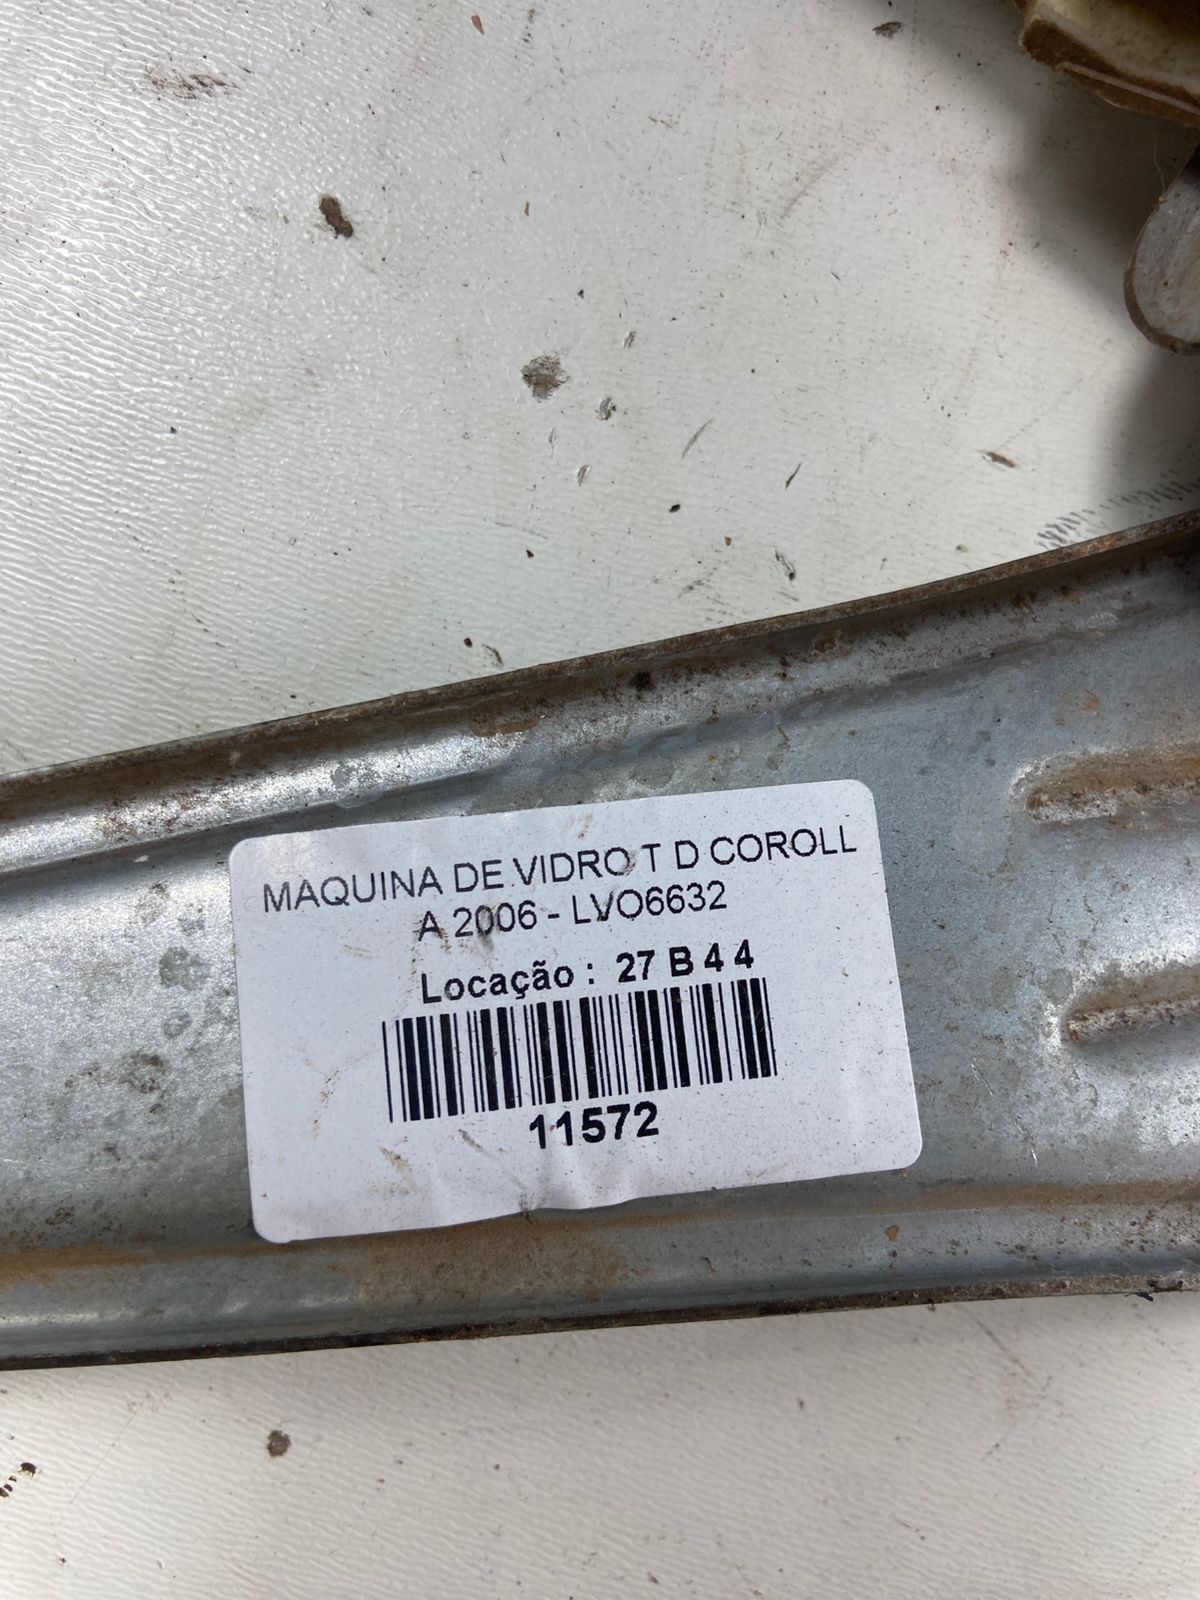 MAQUINA DE VIDRO T D COROLL
A 2006 - LVO6632
Locação : 27 B 4 4
11572